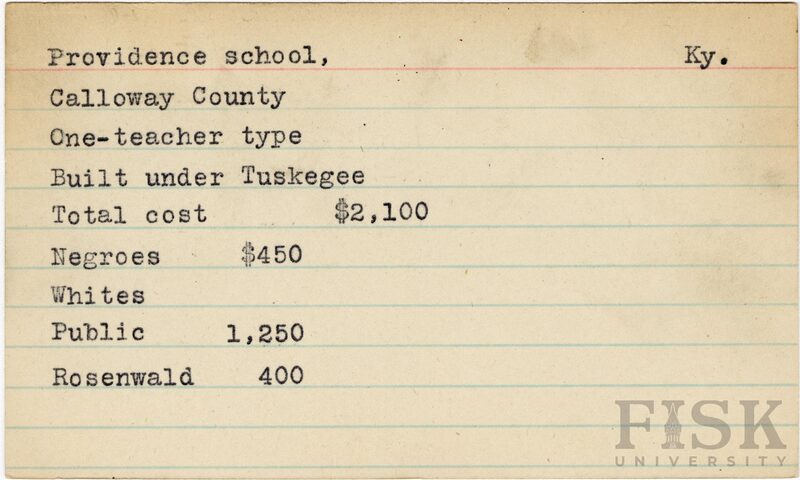 Providence school, Ky.
Calloway County
One-teacher type
Built under Tuskegee
Total cost $2,100
Negroes $450
Whites
Public 1,250
Rosenwald 400
FISK
UNIVERSITY